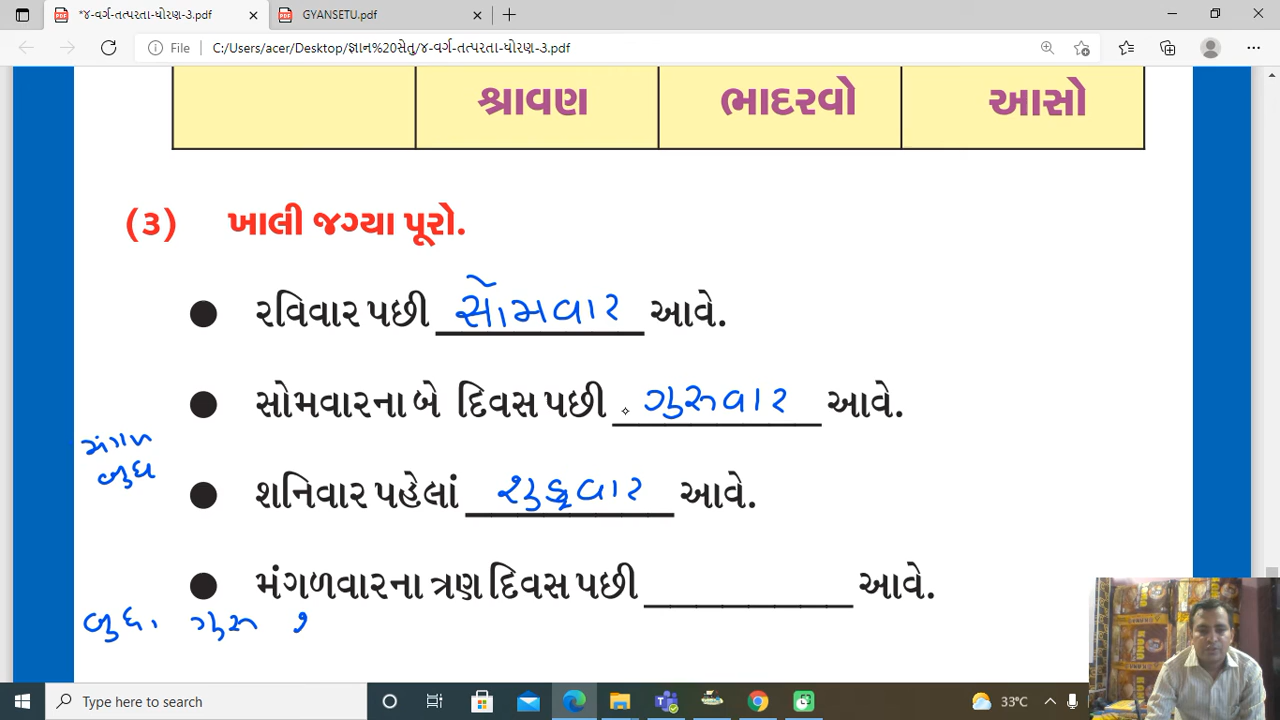 *૪-વર્ગ-તત્પરતા-ધોરણ-3.pdf
GYANSETU.pdf
File
C:/Users/acer/Desktop/જ્ઞાન%20સેતુ/૪-વર્ગ-તત્પરતા-ધોરણ-3.pdf
શ્રાવણ ભાદરવો આસો
(૩) ખાલી જગ્યા પૂરો.
● રવિવાર પછી સોમવાર આવે.
● સોમવારના બે દિવસ પછી ગુરુવાર આવે.
મંગળ
બુધ
● શનિવાર પહેલાં શુક્રવાર આવે.
● મંગળવારના ત્રણ દિવસ પછી __________ આવે.
બુધ, ગુરુ
Type here to search
33°C